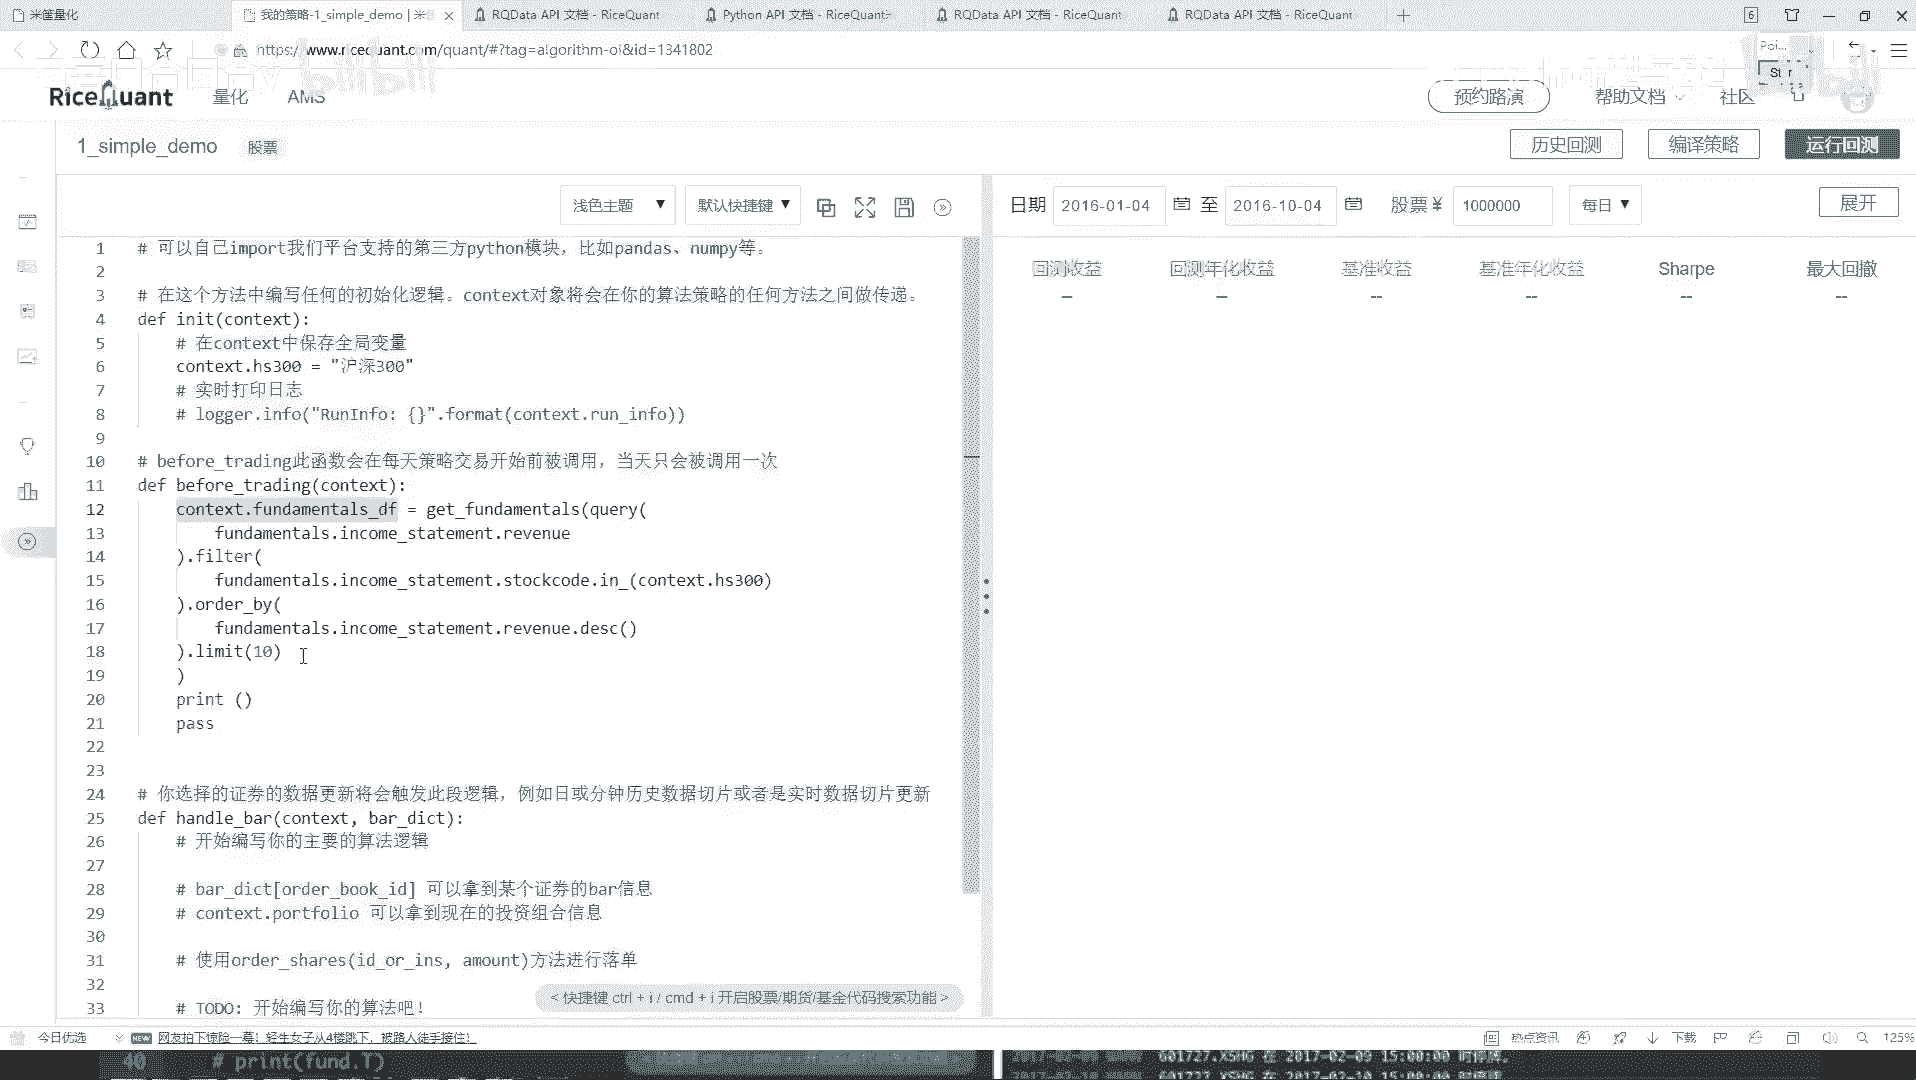 米筐量化
我的策略-1_simple_demo | 米
RQData API 文档 - RiceQuant
Python API 文档 - RiceQuant
RQData API 文档 - RiceQuant
RQData API 文档 - RiceQuant
6
https://www.ricequant.com/quant/#?tag=algorithm-ol&id=1341802
Poi...
RiceQuant
量化
AMS
预约路演
帮助文档
社区
1_simple_demo
股票
历史回测
编译策略
运行回测
浅色主题 ▼
默认快捷键 ▼
日期 2016-01-04 至 2016-10-04
股票 ¥ 1000000
每日 ▼
展开
回测收益
回测年化收益
基准收益
基准年化收益
Sharpe
最大回撤
--
--
--
--
--
--
1 # 可以自己import我们平台支持的第三方python模块，比如pandas、numpy等。
2
3 # 在这个方法中编写任何的初始化逻辑。context对象将会在你的算法策略的任何方法之间做传递。
4 def init(context):
5 # 在context中保存全局变量
6 context.hs300 = "沪深300"
7 # 实时打印日志
8 # logger.info("RunInfo: {}".format(context.run_info))
9
10 # before_trading此函数会在每天策略交易开始前被调用，当天只会被调用一次
11 def before_trading(context):
12 context.fundamentals_df = get_fundamentals(query(
13 fundamentals.income_statement.revenue
14 ).filter(
15 fundamentals.income_statement.stockcode.in_(context.hs300)
16 ).order_by(
17 fundamentals.income_statement.revenue.desc()
18 ).limit(10)
19 )
20 print ()
21 pass
22
23
24 # 你选择的证券的数据更新将会触发此段逻辑，例如日或分钟历史数据切片或者是实时数据切片更新
25 def handle_bar(context, bar_dict):
26 # 开始编写你的主要的算法逻辑
27
28 # bar_dict[order_book_id] 可以拿到某个证券的bar信息
29 # context.portfolio 可以拿到现在的投资组合信息
30
31 # 使用order_shares(id_or_ins, amount)方法进行落单
32
33 # TODO: 开始编写你的算法吧！
< 快捷键 ctrl + i / cmd + i 开启股票/期货/基金代码搜索功能 >
今日优选
NEW
网友拍下惊险一幕！轻生女子从4楼跳下，被路人徒手接住！
热点资讯
下载
125%
40 # print(fund.T)
601727.XSHG 在 2017-02-09 15:00:00 时停牌。
601727.XSHG 在 2017-02-10 15:00:00 时停牌。